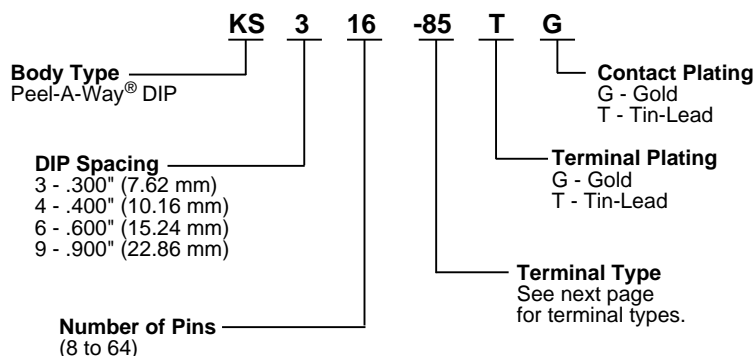 KS 3 16 -85 T G
Body Type
Peel-A-Way® DIP
Contact Plating
G - Gold
T - Tin-Lead
DIP Spacing
3 - .300" (7.62 mm)
4 - .400" (10.16 mm)
6 - .600" (15.24 mm)
9 - .900" (22.86 mm)
Terminal Plating
G - Gold
T - Tin-Lead
Terminal Type
See next page
for terminal types.
Number of Pins
(8 to 64)